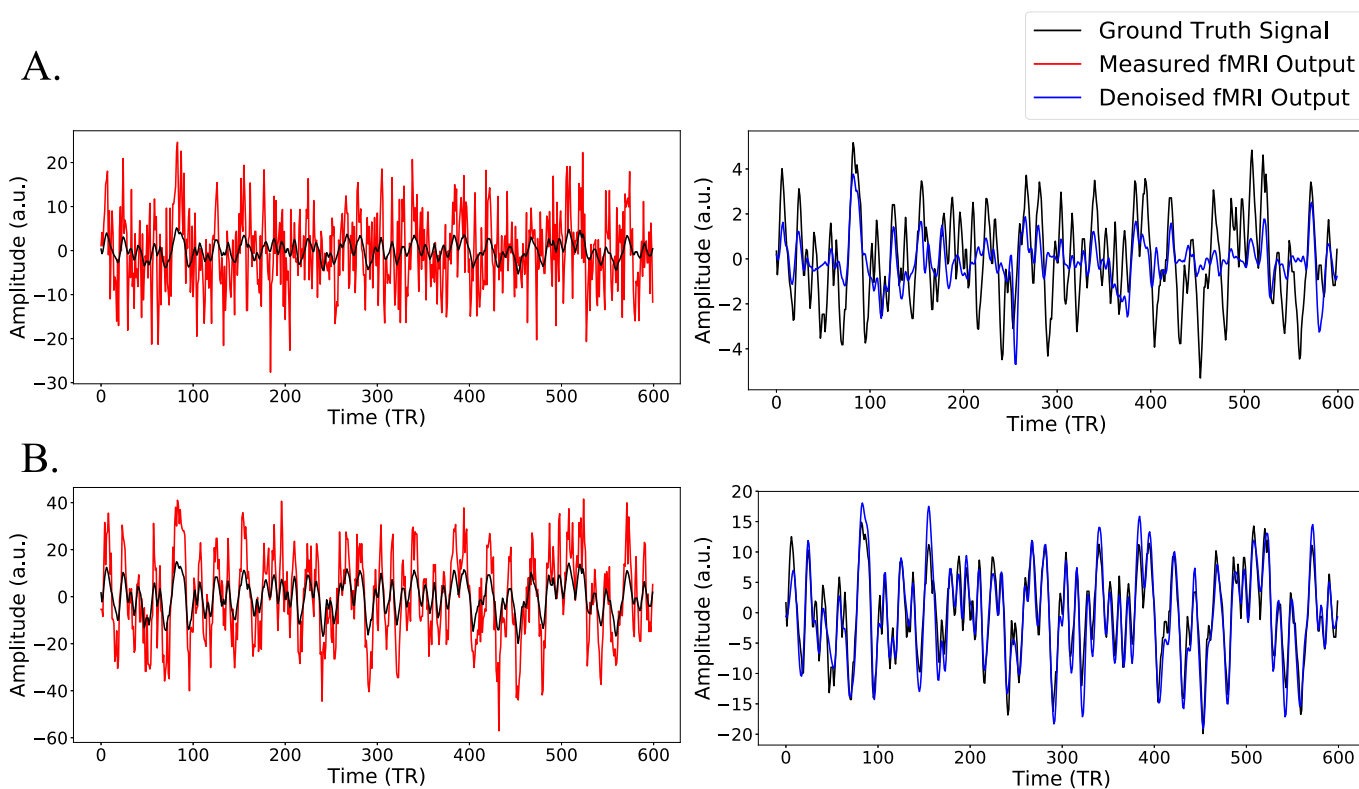 Ground Truth Signal
Measured fMRI Output
Denoised fMRI Output
A.
Amplitude (a.u.)
20
10
0
−10
−20
−30
0 100 200 300 400 500 600
Time (TR)
Amplitude (a.u.)
4
2
0
−2
−4
0 100 200 300 400 500 600
Time (TR)
B.
Amplitude (a.u.)
40
20
0
−20
−40
−60
0 100 200 300 400 500 600
Time (TR)
Amplitude (a.u.)
20
15
10
5
0
−5
−10
−15
−20
0 100 200 300 400 500 600
Time (TR)